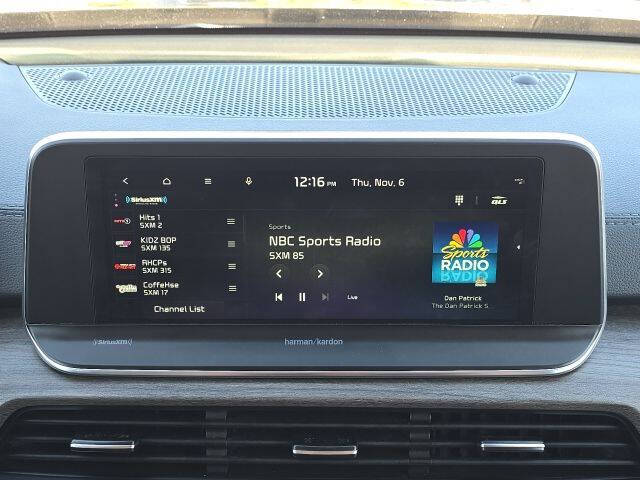 12:16 PM Thu, Nov. 6
((SiriusXM))
QLS
Hits 1
SXM 2
KIDZ BOP
SXM 135
RHCPs
SXM 315
CoffeHse
SXM 17
Channel List
Sports
NBC Sports Radio
SXM 85
Live
Sports
RADIO
Dan Patrick
The Dan Patrick S...
((SiriusXM))
harman/kardon